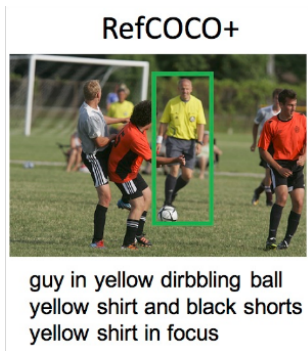 RefCOCO+
guy in yellow dirbbling ball
yellow shirt and black shorts
yellow shirt in focus